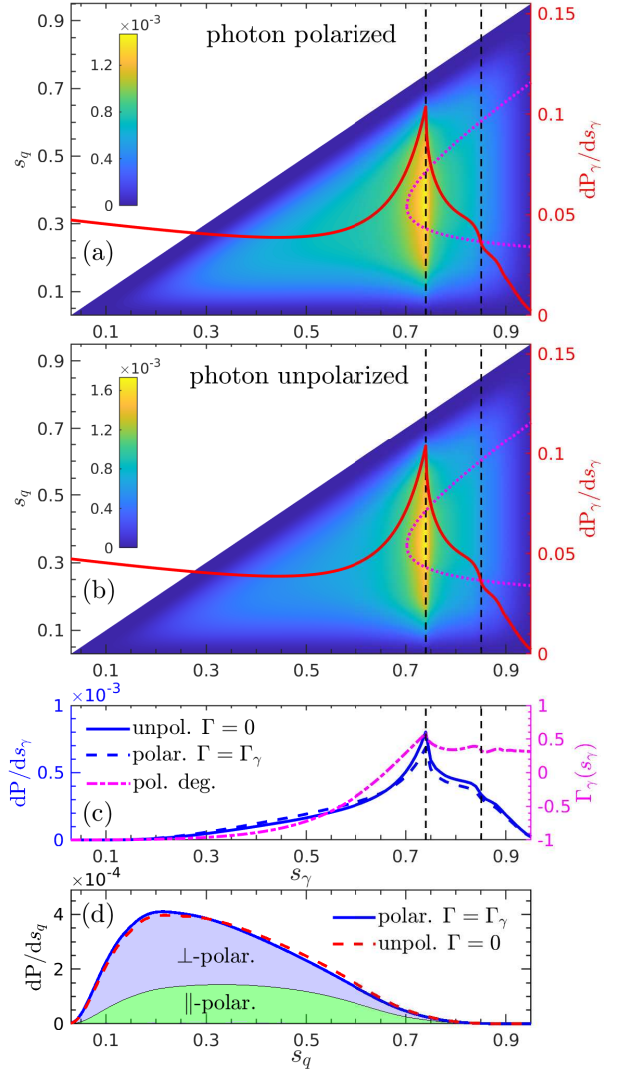 ×10⁻³
1.2
0.8
0.4
0
photon polarized
0.9
0.7
0.5
0.3
0.1
s_q
(a)
0.15
0.1
0.05
0
dP_γ/ds_γ
0.1
0.3
0.5
0.7
0.9
×10⁻³
1.6
1.2
0.8
0.4
0
photon unpolarized
0.9
0.7
0.5
0.3
0.1
s_q
(b)
0.15
0.1
0.05
0
dP_γ/ds_γ
0.1
0.3
0.5
0.7
0.9
×10⁻³
1
0.5
0
dP/ds_γ
unpol. Γ = 0
polar. Γ = Γ_γ
pol. deg.
(c)
1
0.5
0
-0.5
-1
Γ_γ(s_γ)
0.1
0.3
0.5
0.7
0.9
s_γ
×10⁻⁴
4
2
0
dP/ds_q
(d)
polar. Γ = Γ_γ
unpol. Γ = 0
⊥-polar.
∥-polar.
0.1
0.3
0.5
0.7
0.9
s_q